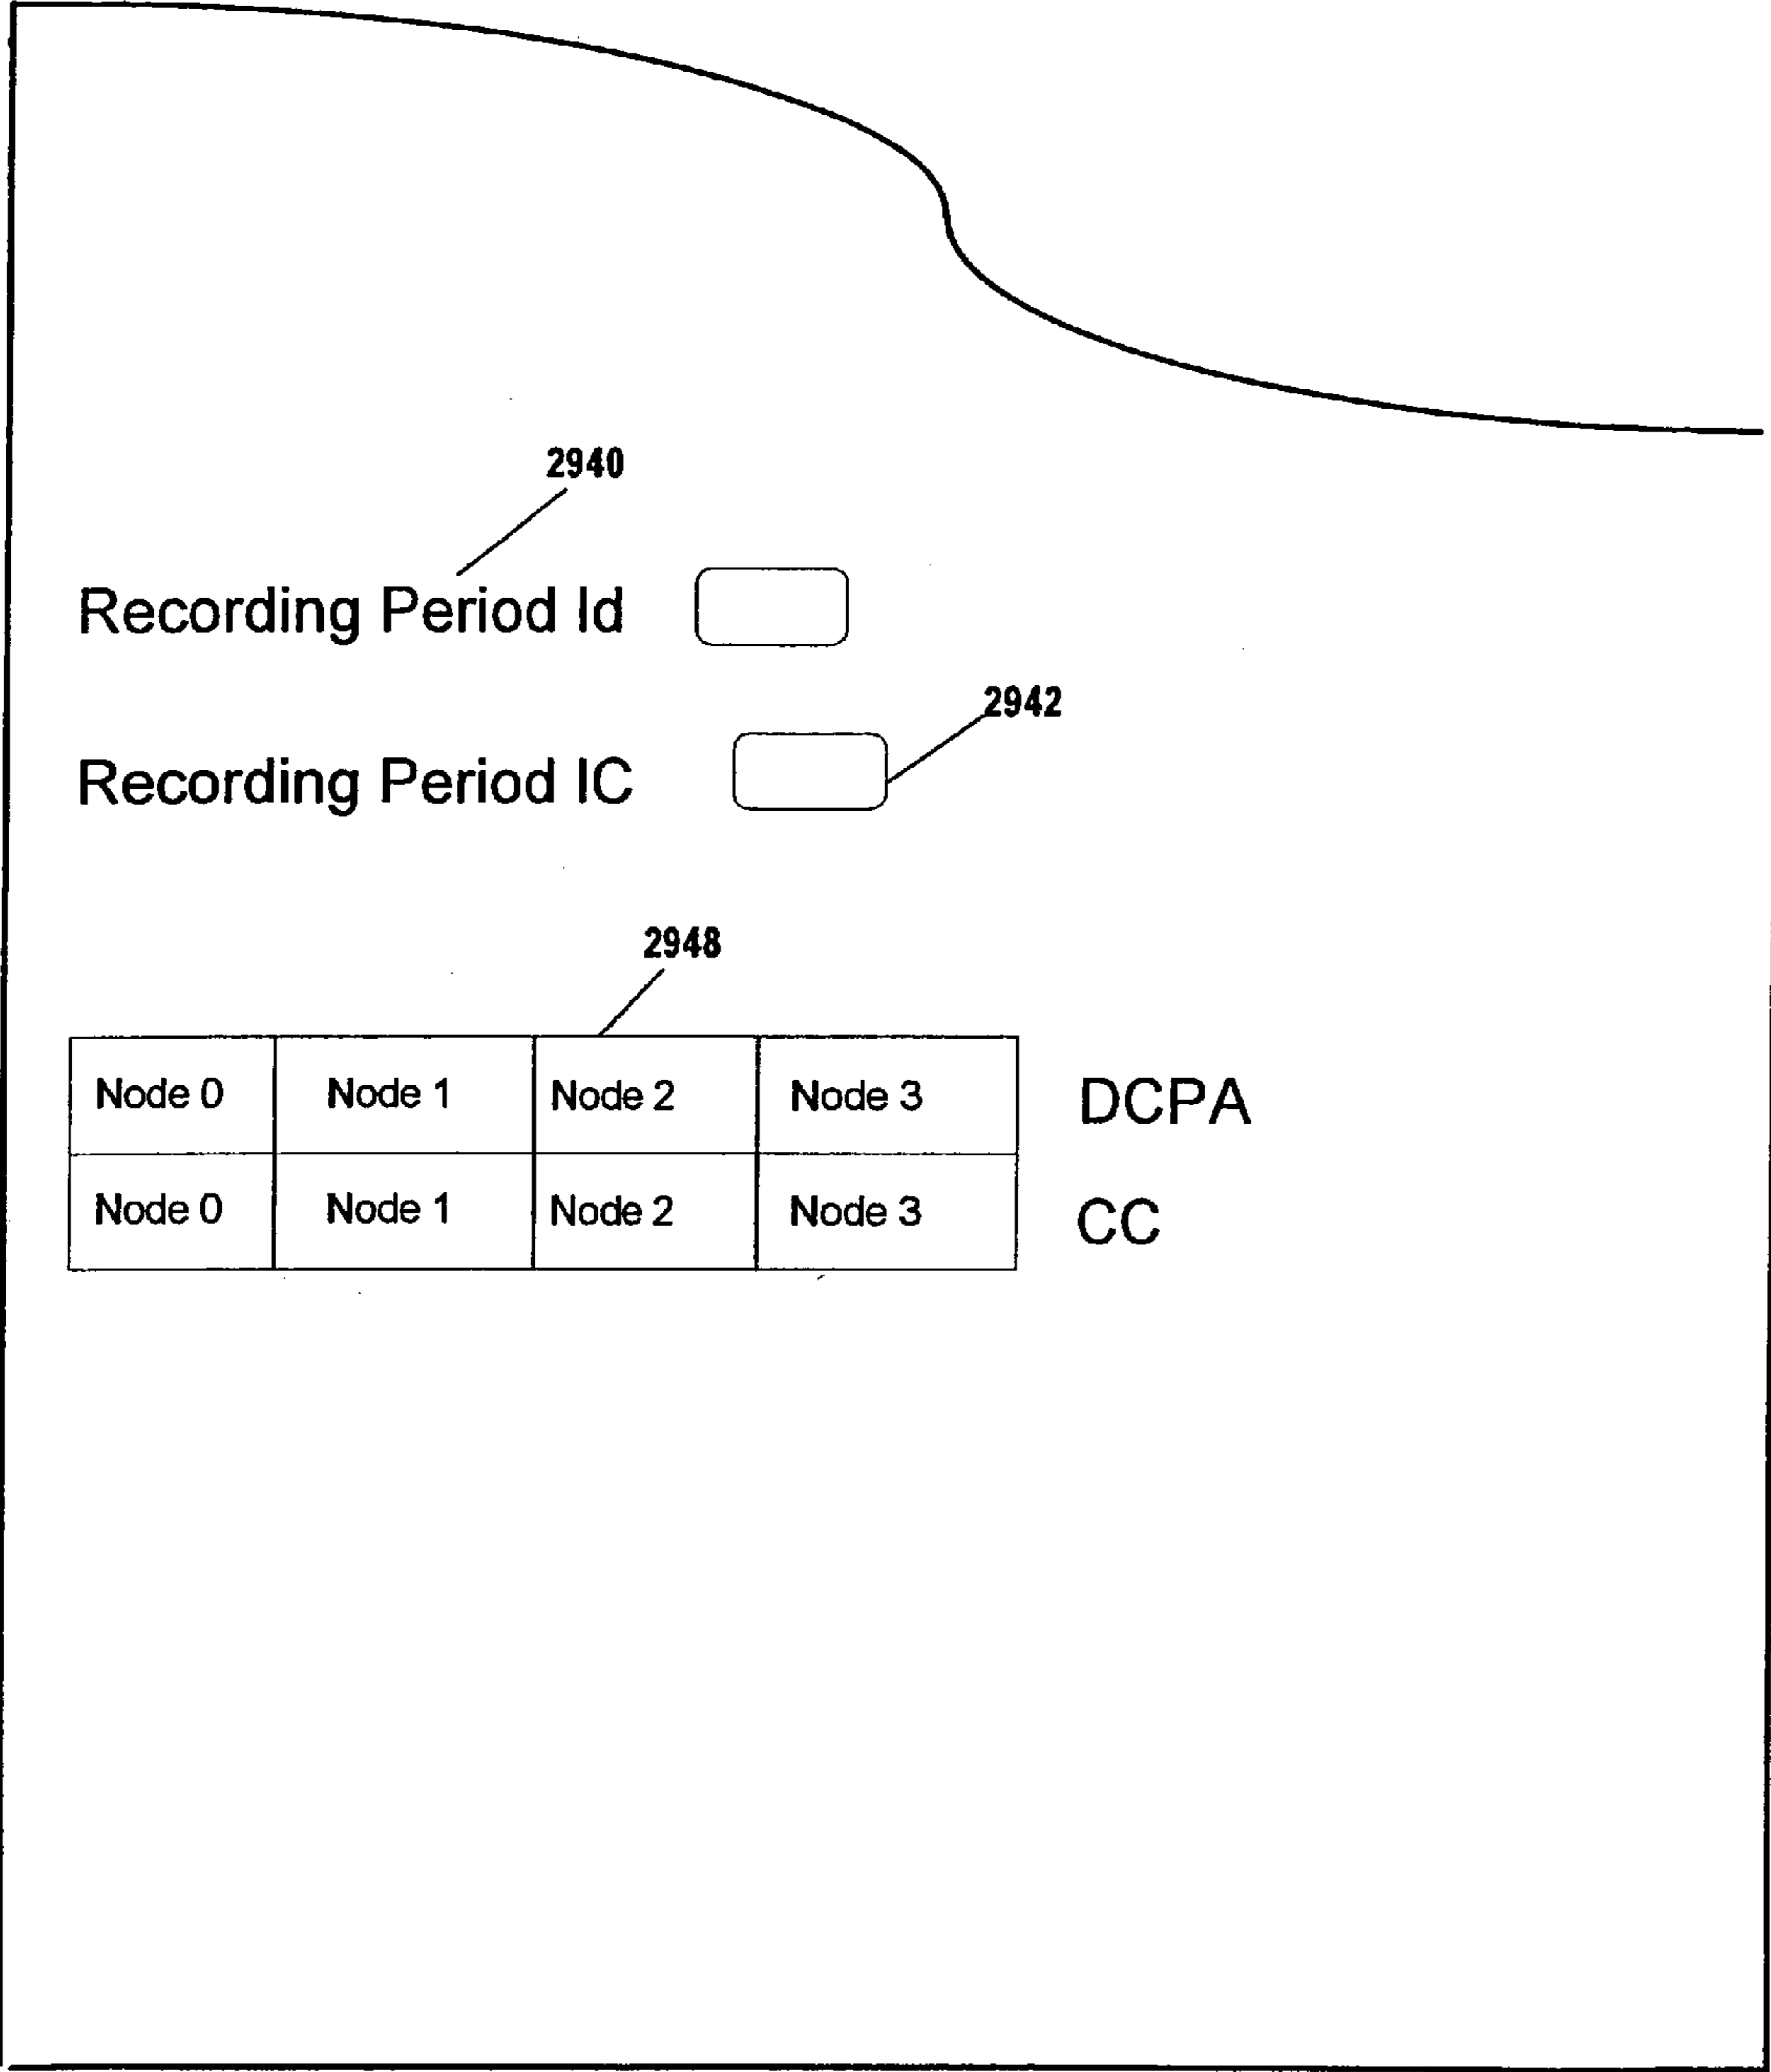 2940
Recording Period Id
2942
Recording Period IC
2948
Node 0 Node 1 Node 2 Node 3 DCPA
Node 0 Node 1 Node 2 Node 3 CC